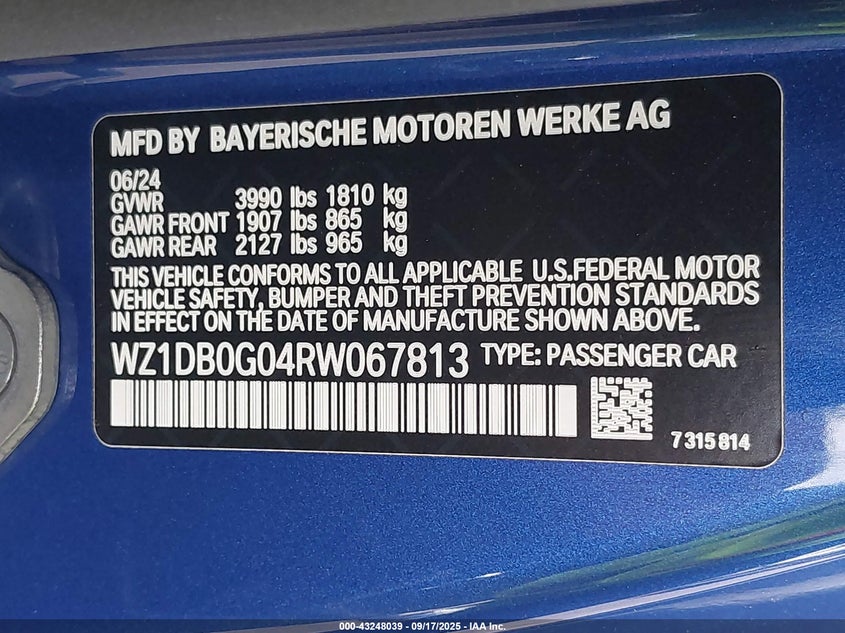 MFD BY BAYERISCHE MOTOREN WERKE AG
06/24
GVWR 3990 lbs 1810 kg
GAWR FRONT 1907 lbs 865 kg
GAWR REAR 2127 lbs 965 kg
THIS VEHICLE CONFORMS TO ALL APPLICABLE U.S.FEDERAL MOTOR
VEHICLE SAFETY, BUMPER AND THEFT PREVENTION STANDARDS
IN EFFECT ON THE DATE OF MANUFACTURE SHOWN ABOVE.
WZ1DB0G04RW067813 TYPE: PASSENGER CAR
7 315 814
000-43248039 - 09/17/2025 - IAA Inc.